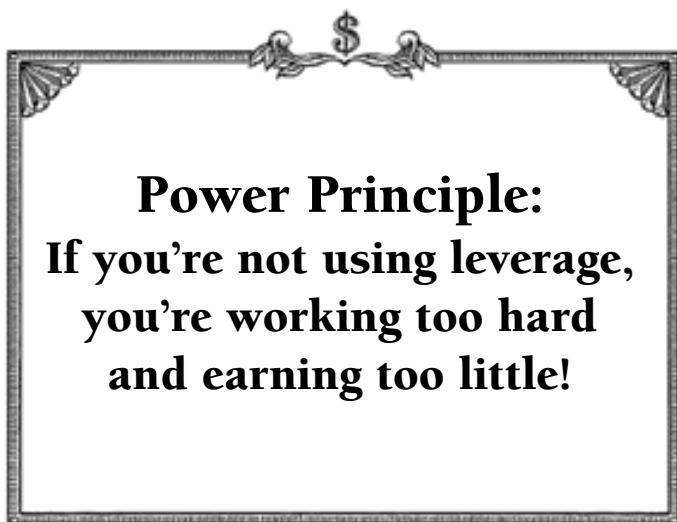 $
Power Principle:
If you’re not using leverage,
you’re working too hard
and earning too little!